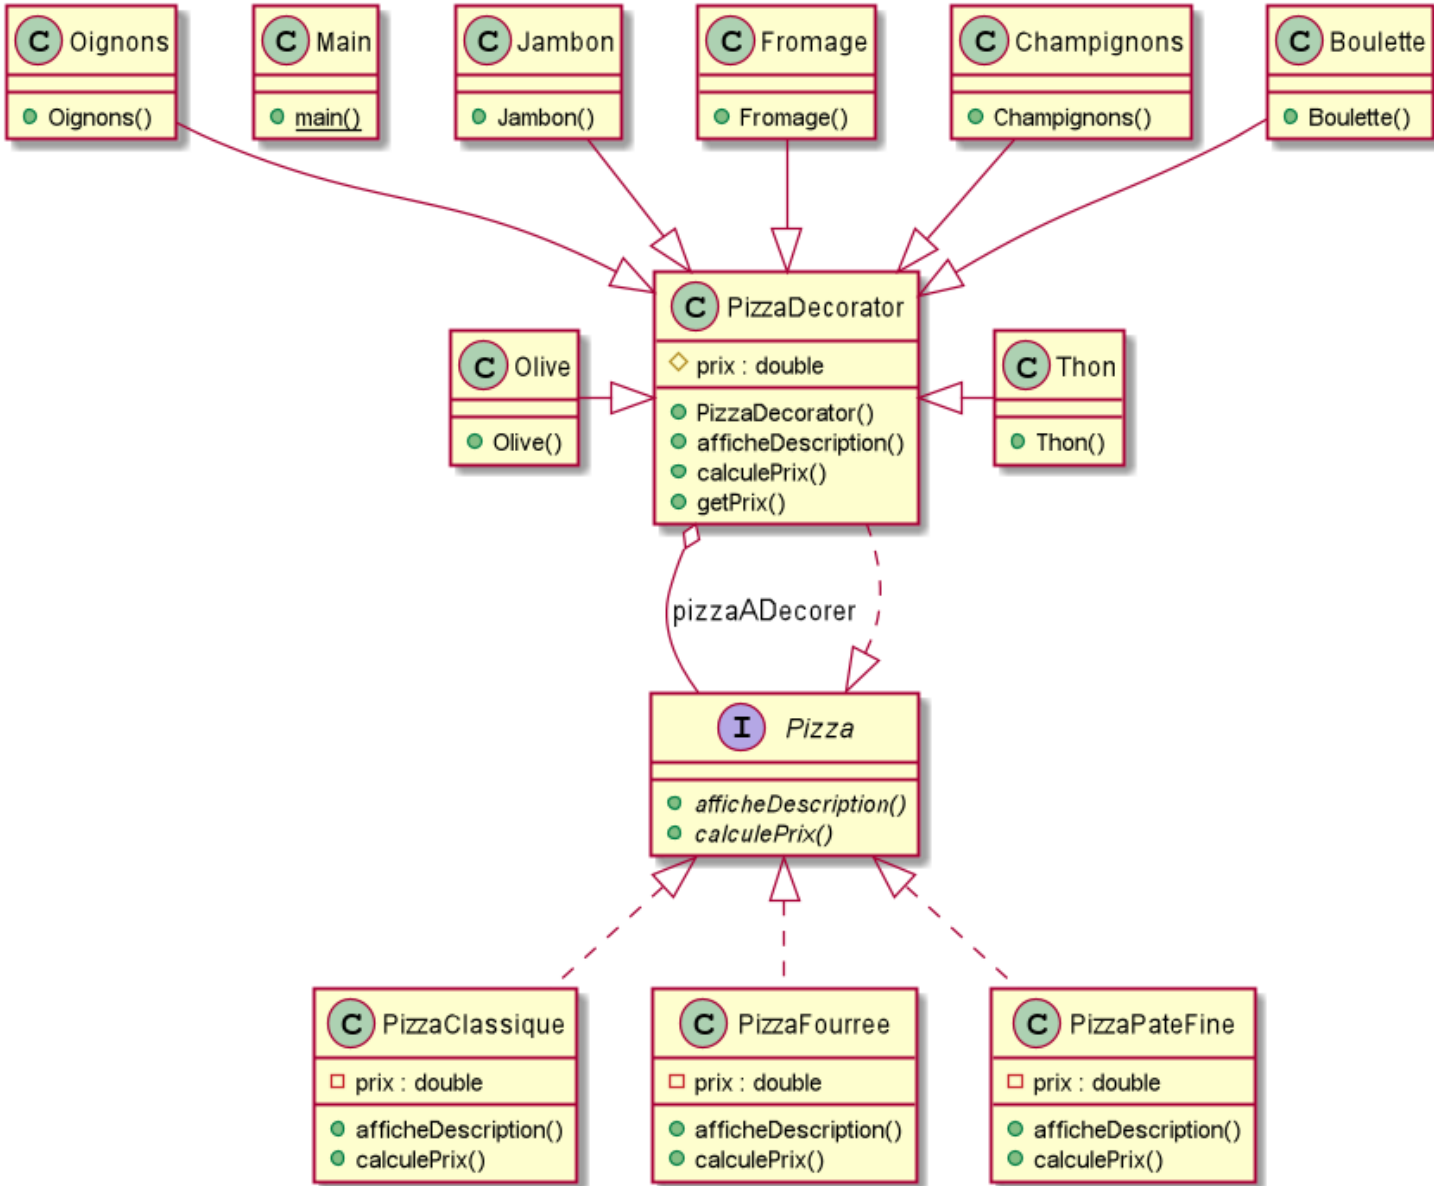 C Oignons
Oignons()
C Main
main()
C Jambon
Jambon()
C Fromage
Fromage()
C Champignons
Champignons()
C Boulette
Boulette()
C Olive
Olive()
C PizzaDecorator
prix : double
PizzaDecorator()
afficheDescription()
calculePrix()
getPrix()
C Thon
Thon()
pizzaADecorer
I Pizza
afficheDescription()
calculePrix()
C PizzaClassique
prix : double
afficheDescription()
calculePrix()
C PizzaFourree
prix : double
afficheDescription()
calculePrix()
C PizzaPateFine
prix : double
afficheDescription()
calculePrix()